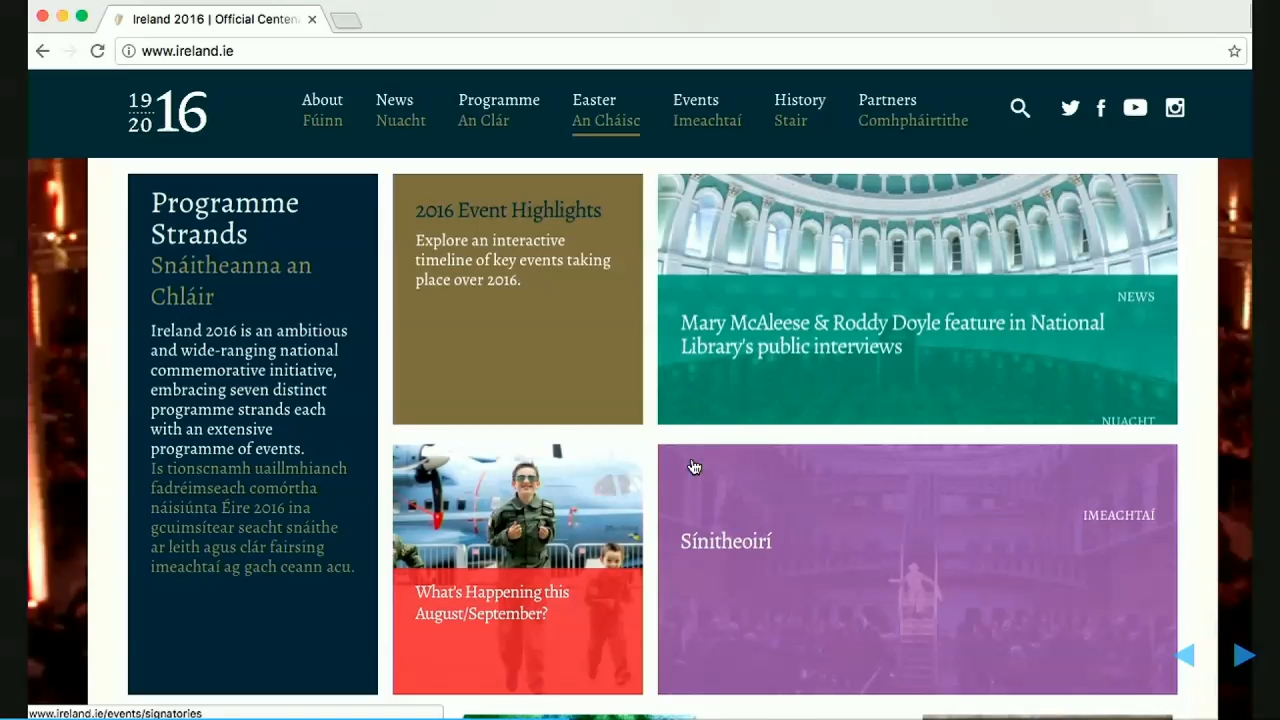 Ireland 2016 | Official Centen
www.ireland.ie
1916
2016
About
Fúinn
News
Nuacht
Programme
An Clár
Easter
An Cháisc
Events
Imeachtaí
History
Stair
Partners
Comhpháirtithe
Programme
Strands
Snáitheanna an
Chláir
Ireland 2016 is an ambitious
and wide-ranging national
commemorative initiative,
embracing seven distinct
programme strands each
with an extensive
programme of events.
Is tionscnamh uaillmhianch
fadréimseach comórtha
náisiúnta Éire 2016 ina
gcuimsítear seacht snáithe
ar leith agus clár fairsing
imeachtaí ag gach ceann acu.
2016 Event Highlights
Explore an interactive
timeline of key events taking
place over 2016.
NEWS
Mary McAleese & Roddy Doyle feature in National
Library's public interviews
NUACHT
What's Happening this
August/September?
IMEACHTAÍ
Sínitheoirí
www.ireland.ie/events/signatories